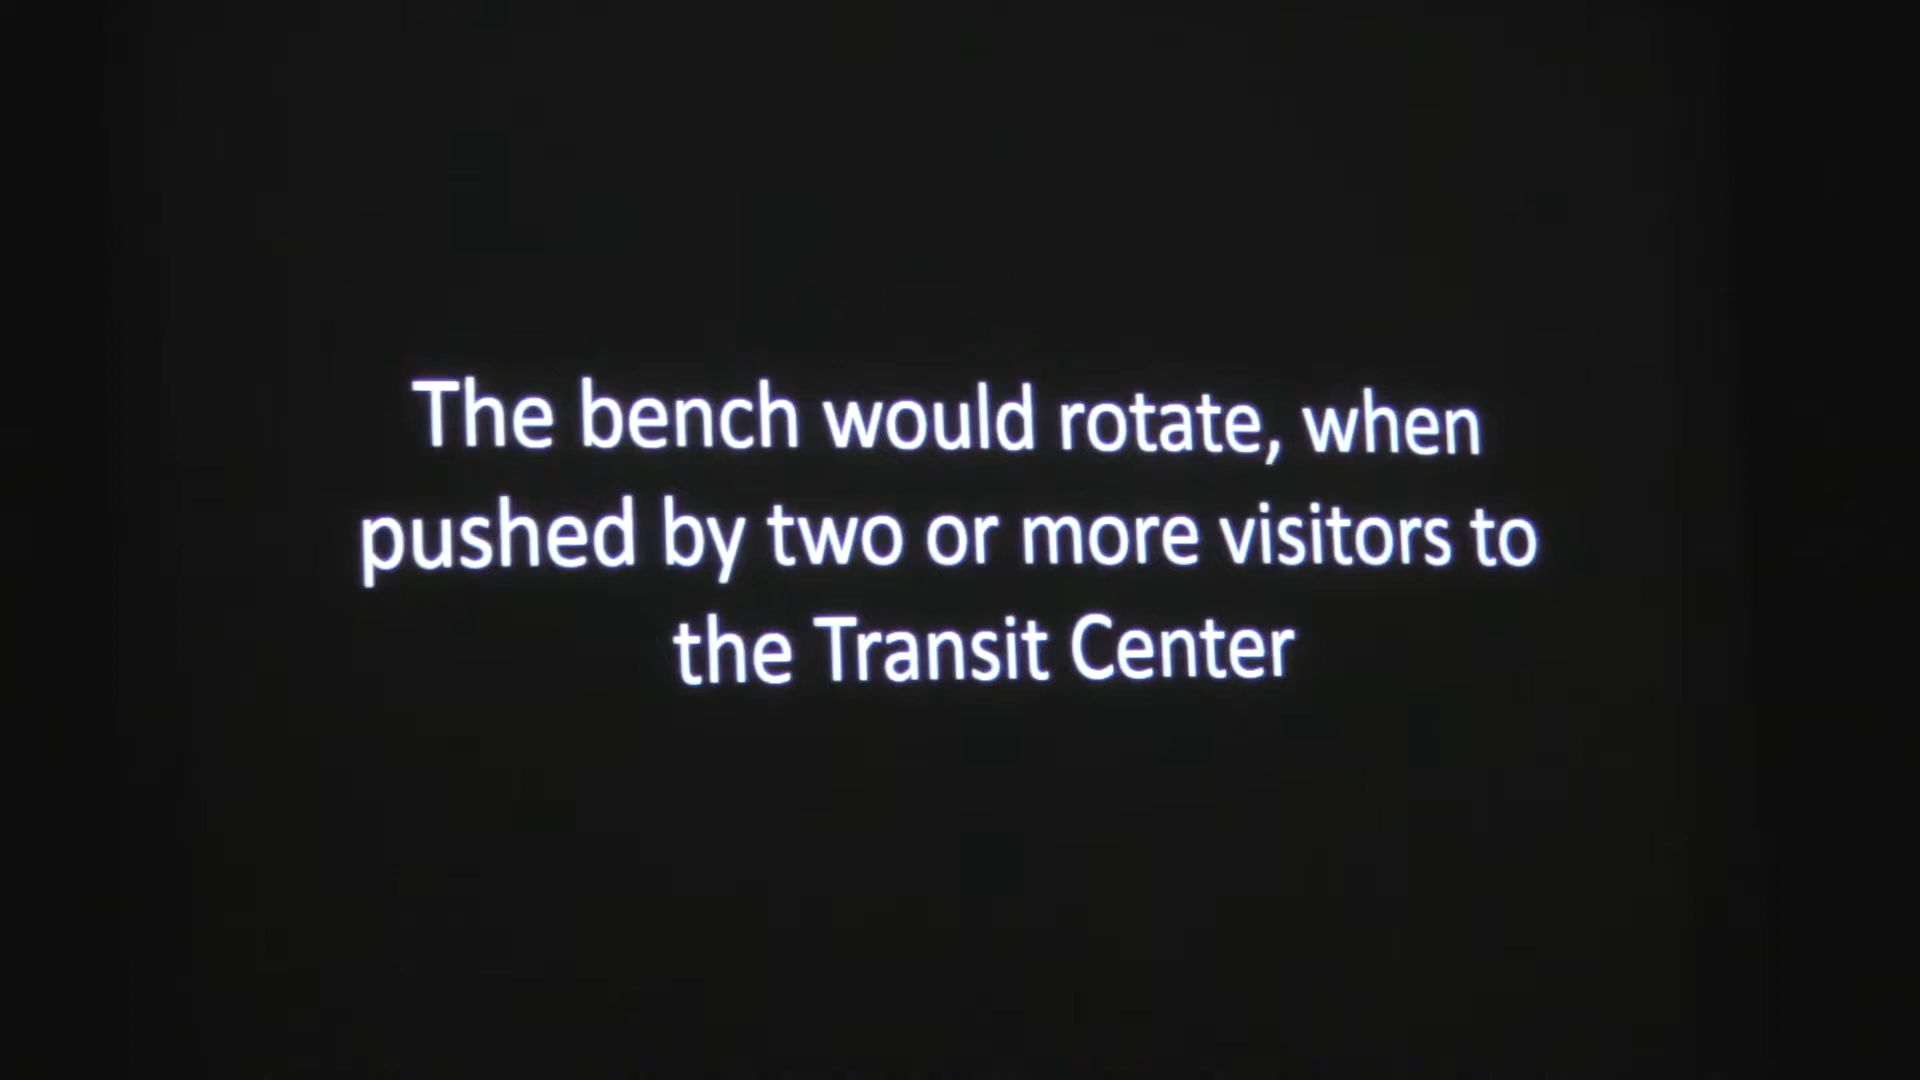 The bench would rotate, when
pushed by two or more visitors to
the Transit Center